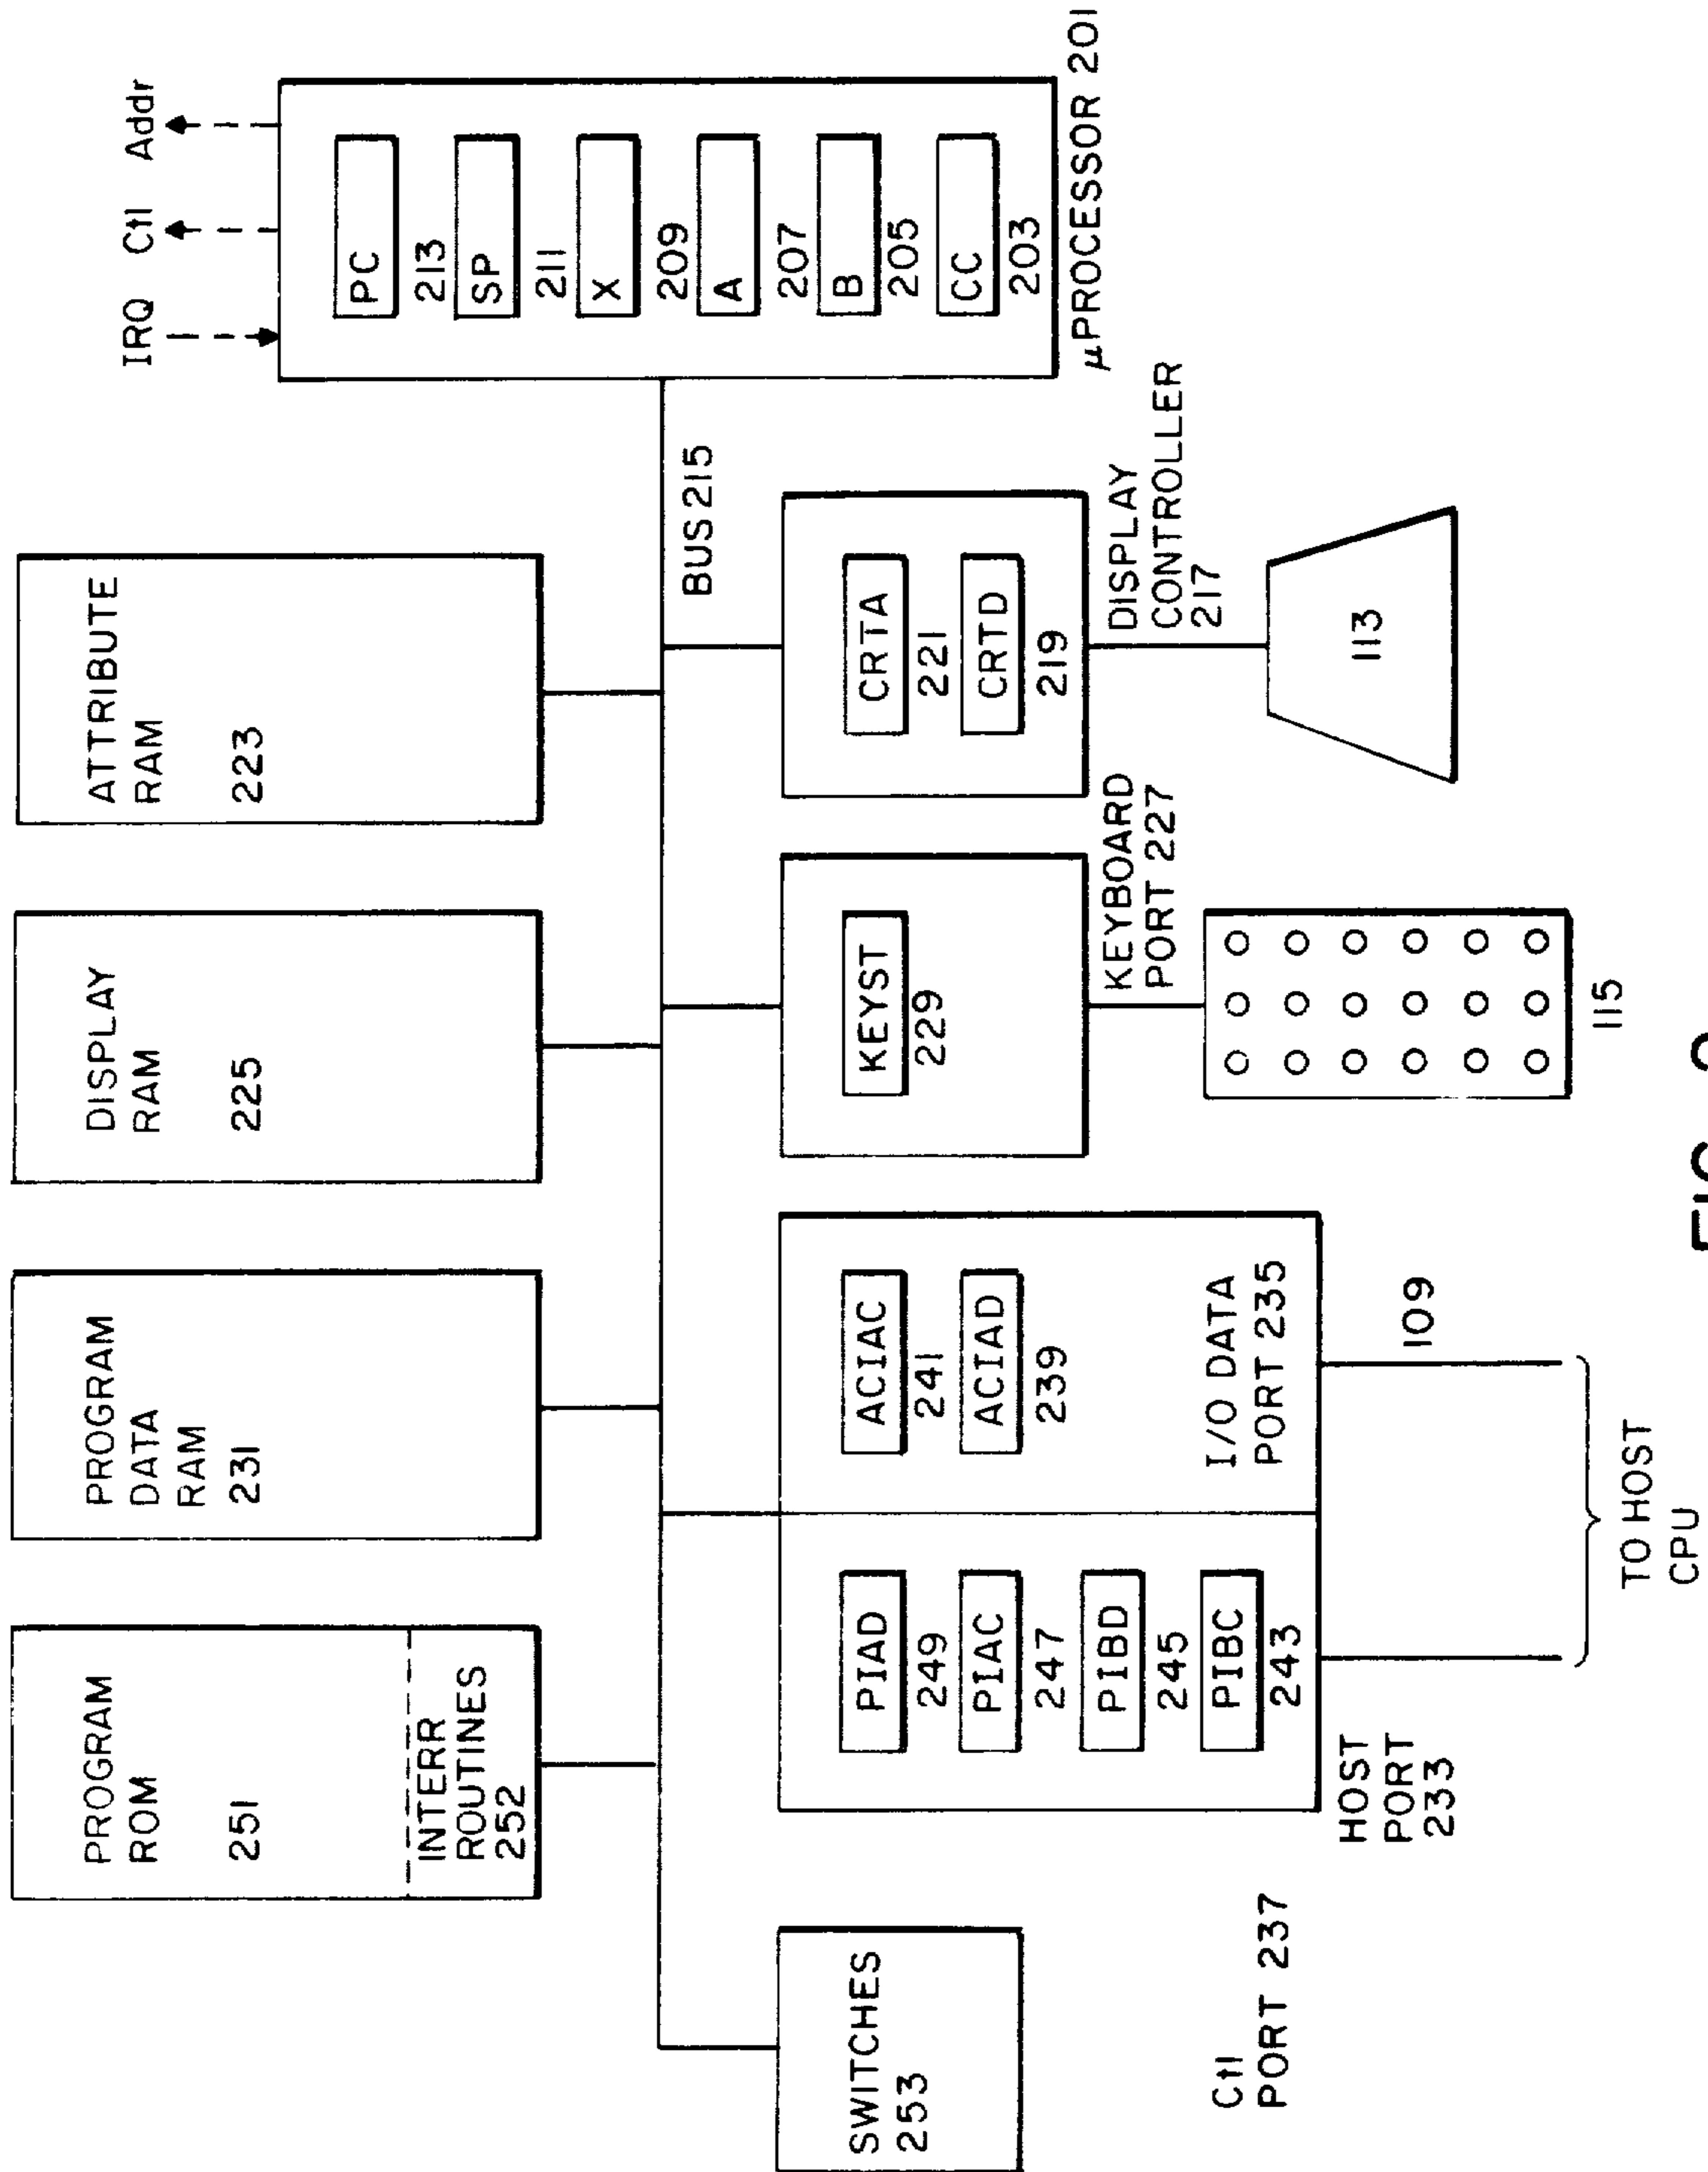 PROGRAM
ROM
251
INTERR
ROUTINES
252
PROGRAM
DATA
RAM
231
DISPLAY
RAM
225
ATTRIBUTE
RAM
223
IRQ
Ctl
Addr
PC
213
SP
211
X
209
A
207
B
205
CC
203
μPROCESSOR 201
BUS 215
SWITCHES
253
Ctl
PORT 237
PIAD
249
PIAC
247
PIBD
245
PIBC
243
HOST
PORT
233
ACIAC
241
ACIAD
239
I/O DATA
PORT 235
109
TO HOST
CPU
KEYST
229
KEYBOARD
PORT 227
115
CRTA
221
CRTD
219
DISPLAY
CONTROLLER
217
113